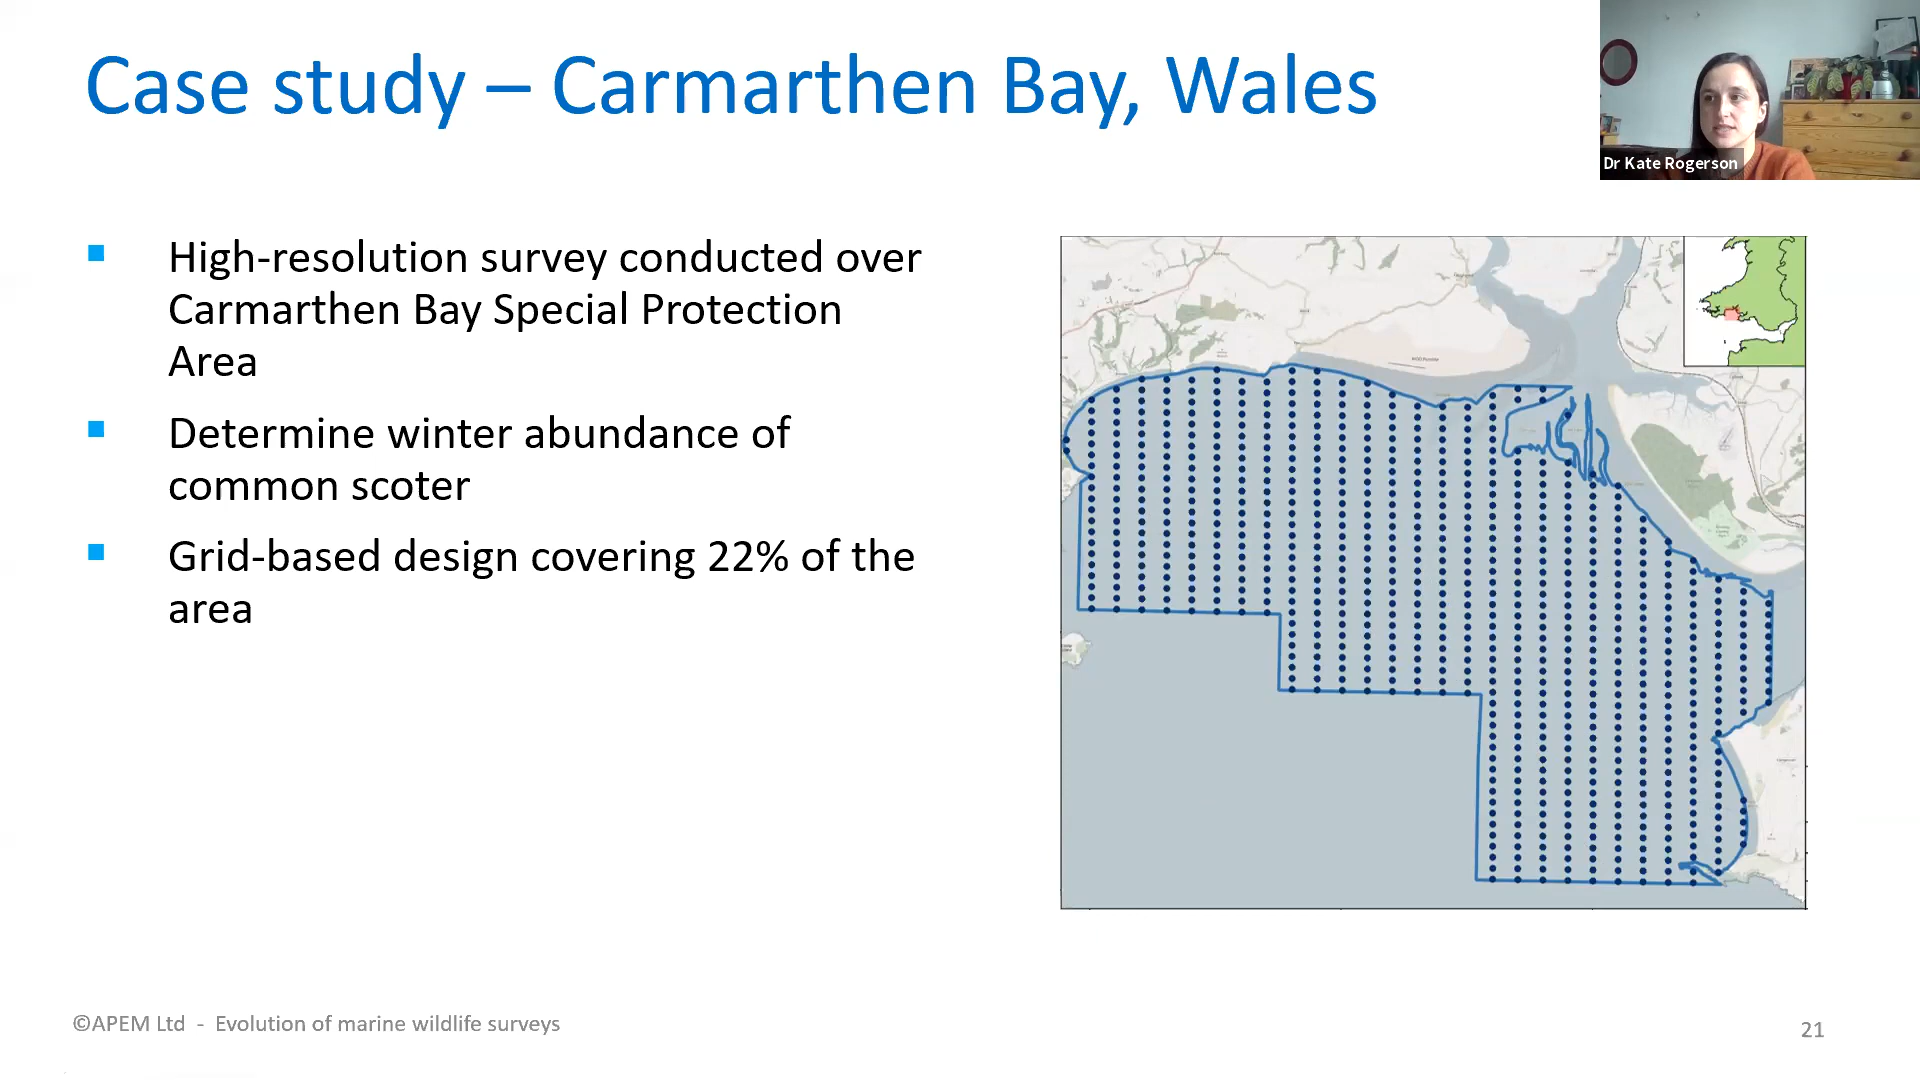 Case study – Carmarthen Bay, Wales
Dr Kate Rogerson
High-resolution survey conducted over
Carmarthen Bay Special Protection
Area
Determine winter abundance of
common scoter
Grid-based design covering 22% of the
area
©APEM Ltd - Evolution of marine wildlife surveys
21